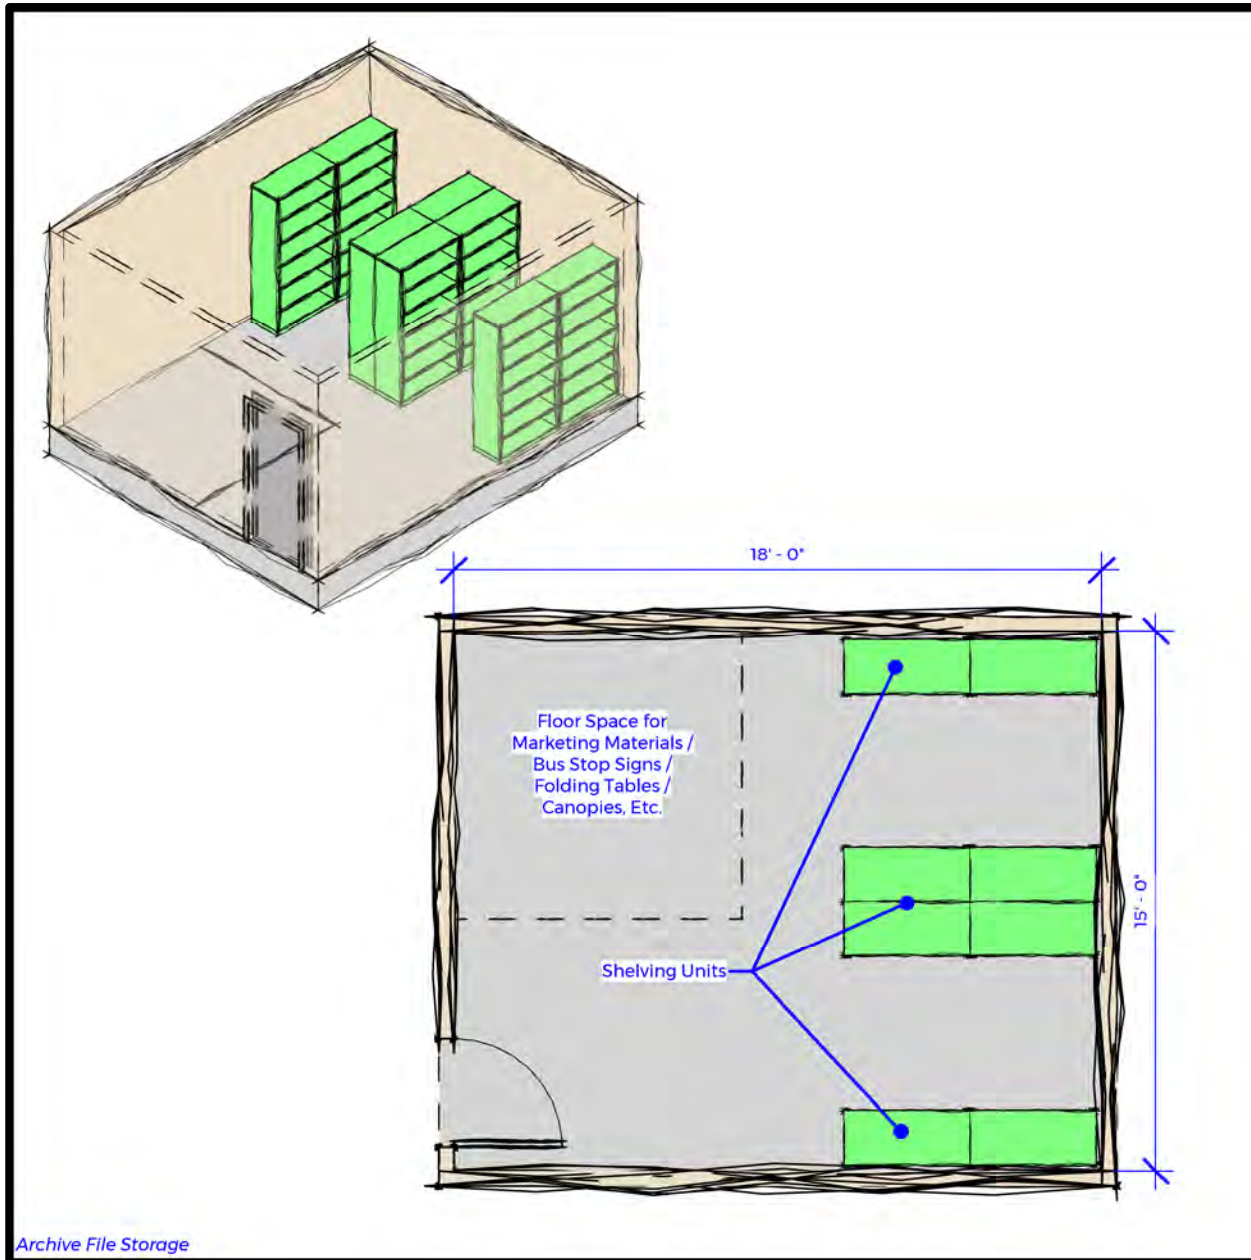 18' - 0"
Floor Space for
Marketing Materials /
Bus Stop Signs /
Folding Tables /
Canopies, Etc.
15' - 0"
Shelving Units
Archive File Storage